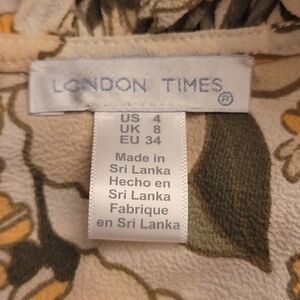 LONDON TIMES®
US 4
UK 8
EU 34
Made in
Sri Lanka
Hecho en
Sri Lanka
Fabrique
en Sri Lanka